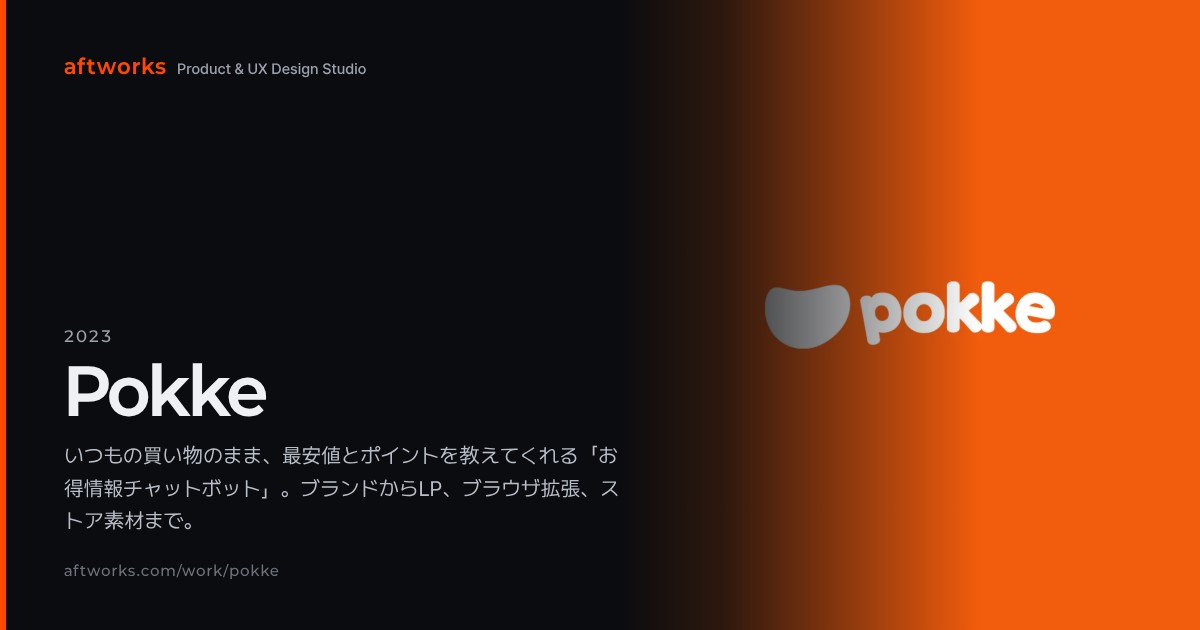 aftworks Product & UX Design Studio
2023
Pokke
いつもの買い物のまま、最安値とポイントを教えてくれる「お
得情報チャットボット」。ブランドからLP、ブラウザ拡張、ス
トア素材まで。
aftworks.com/work/pokke
pokke